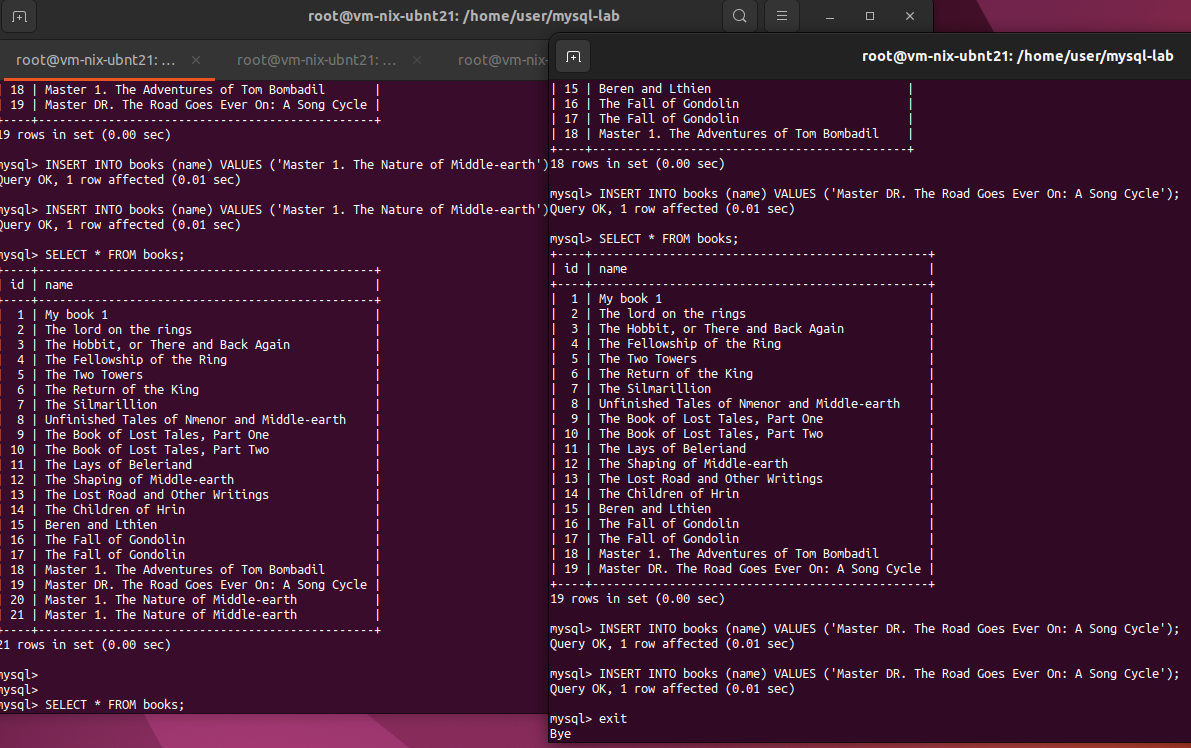 root@vm-nix-ubnt21: /home/user/mysql-lab
root@vm-nix-ubnt21: ...
root@vm-nix-ubnt21: ...
root@vm-nix
| 18 | Master 1. The Adventures of Tom Bombadil       |
| 19 | Master DR. The Road Goes Ever On: A Song Cycle |
+----+------------------------------------------------+
19 rows in set (0.00 sec)
mysql> INSERT INTO books (name) VALUES ('Master 1. The Nature of Middle-earth')
Query OK, 1 row affected (0.01 sec)
mysql> INSERT INTO books (name) VALUES ('Master 1. The Nature of Middle-earth')
Query OK, 1 row affected (0.01 sec)
mysql> SELECT * FROM books;
+----+------------------------------------------------+
| id | name                                           |
+----+------------------------------------------------+
|  1 | My book 1                                      |
|  2 | The lord on the rings                          |
|  3 | The Hobbit, or There and Back Again            |
|  4 | The Fellowship of the Ring                     |
|  5 | The Two Towers                                 |
|  6 | The Return of the King                         |
|  7 | The Silmarillion                               |
|  8 | Unfinished Tales of Nmenor and Middle-earth    |
|  9 | The Book of Lost Tales, Part One               |
| 10 | The Book of Lost Tales, Part Two               |
| 11 | The Lays of Beleriand                          |
| 12 | The Shaping of Middle-earth                    |
| 13 | The Lost Road and Other Writings               |
| 14 | The Children of Hrin                           |
| 15 | Beren and Lthien                               |
| 16 | The Fall of Gondolin                           |
| 17 | The Fall of Gondolin                           |
| 18 | Master 1. The Adventures of Tom Bombadil       |
| 19 | Master DR. The Road Goes Ever On: A Song Cycle |
| 20 | Master 1. The Nature of Middle-earth           |
| 21 | Master 1. The Nature of Middle-earth           |
+----+------------------------------------------------+
21 rows in set (0.00 sec)
mysql>
mysql>
mysql> SELECT * FROM books;
root@vm-nix-ubnt21: /home/user/mysql-lab
| 15 | Beren and Lthien                            |
| 16 | The Fall of Gondolin                        |
| 17 | The Fall of Gondolin                        |
| 18 | Master 1. The Adventures of Tom Bombadil    |
+----+---------------------------------------------+
18 rows in set (0.00 sec)
mysql> INSERT INTO books (name) VALUES ('Master DR. The Road Goes Ever On: A Song Cycle');
Query OK, 1 row affected (0.01 sec)
mysql> SELECT * FROM books;
+----+------------------------------------------------+
| id | name                                           |
+----+------------------------------------------------+
|  1 | My book 1                                      |
|  2 | The lord on the rings                          |
|  3 | The Hobbit, or There and Back Again            |
|  4 | The Fellowship of the Ring                     |
|  5 | The Two Towers                                 |
|  6 | The Return of the King                         |
|  7 | The Silmarillion                               |
|  8 | Unfinished Tales of Nmenor and Middle-earth    |
|  9 | The Book of Lost Tales, Part One               |
| 10 | The Book of Lost Tales, Part Two               |
| 11 | The Lays of Beleriand                          |
| 12 | The Shaping of Middle-earth                    |
| 13 | The Lost Road and Other Writings               |
| 14 | The Children of Hrin                           |
| 15 | Beren and Lthien                               |
| 16 | The Fall of Gondolin                           |
| 17 | The Fall of Gondolin                           |
| 18 | Master 1. The Adventures of Tom Bombadil       |
| 19 | Master DR. The Road Goes Ever On: A Song Cycle |
+----+------------------------------------------------+
19 rows in set (0.00 sec)
mysql> INSERT INTO books (name) VALUES ('Master DR. The Road Goes Ever On: A Song Cycle');
Query OK, 1 row affected (0.01 sec)
mysql> INSERT INTO books (name) VALUES ('Master DR. The Road Goes Ever On: A Song Cycle');
Query OK, 1 row affected (0.01 sec)
mysql> exit
Bye